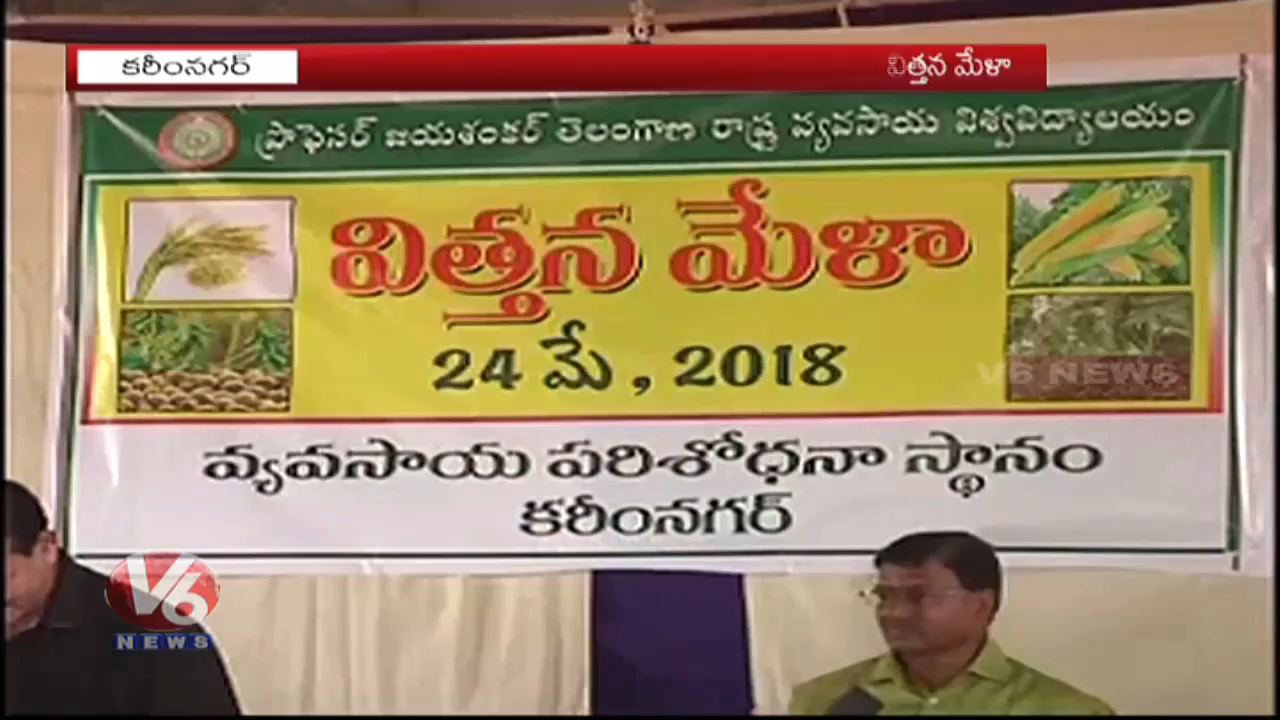 కరీంనగర్
విత్తన మేళా
ప్రొఫెసర్ జయశంకర్ తెలంగాణ రాష్ట్ర వ్యవసాయ విశ్వవిద్యాలయం
విత్తన మేళా
24 మే, 2018
V6 NEWS
వ్యవసాయ పరిశోధనా స్థానం
కరీంనగర్
V6
NEWS